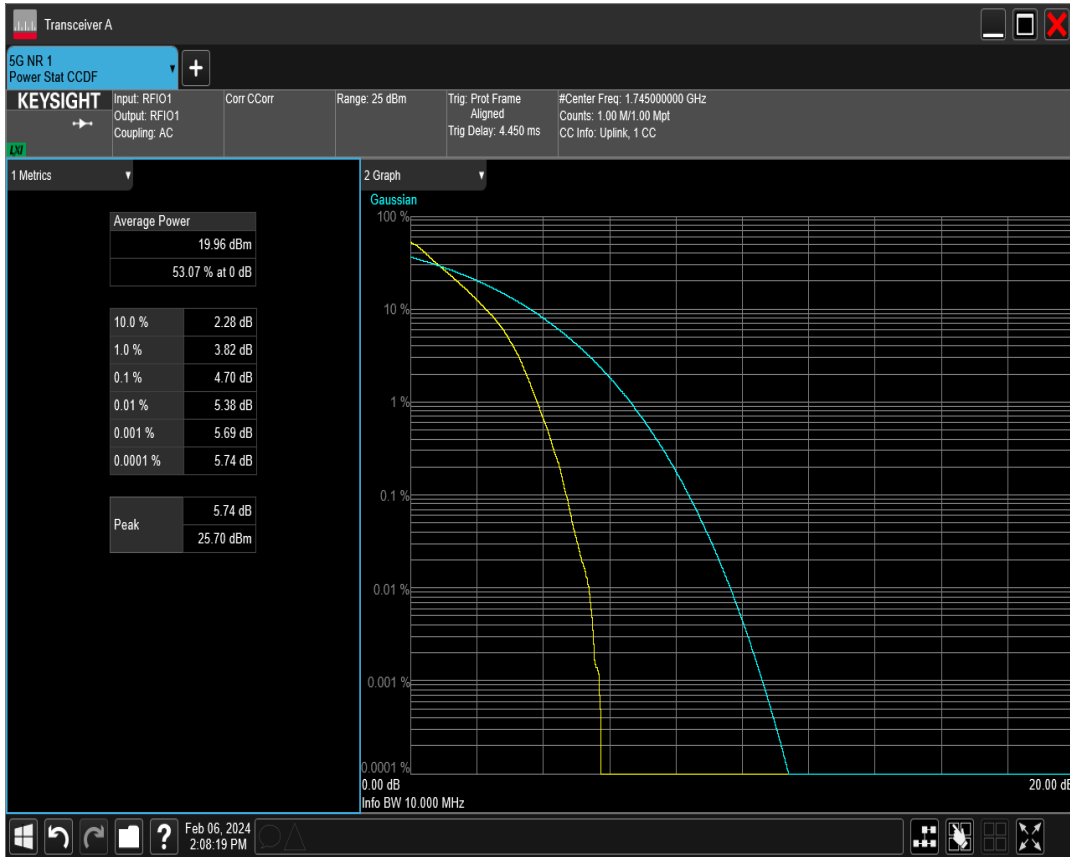 Transceiver A
5G NR 1
Power Stat CCDF
KEYSIGHT
LXI
Input: RFIO1
Output: RFIO1
Coupling: AC
Corr CCorr
Range: 25 dBm
Trig: Prot Frame
Aligned
Trig Delay: 4.450 ms
#Center Freq: 1.745000000 GHz
Counts: 1.00 M/1.00 Mpt
CC Info: Uplink, 1 CC
1 Metrics
Average Power
19.96 dBm
53.07 % at 0 dB
10.0 % 2.28 dB
1.0 % 3.82 dB
0.1 % 4.70 dB
0.01 % 5.38 dB
0.001 % 5.69 dB
0.0001 % 5.74 dB
Peak
5.74 dB
25.70 dBm
2 Graph
Gaussian
100 %
10 %
1 %
0.1 %
0.01 %
0.001 %
0.0001 %
0.00 dB 20.00 dB
Info BW 10.000 MHz
?
Feb 06, 2024
2:08:19 PM